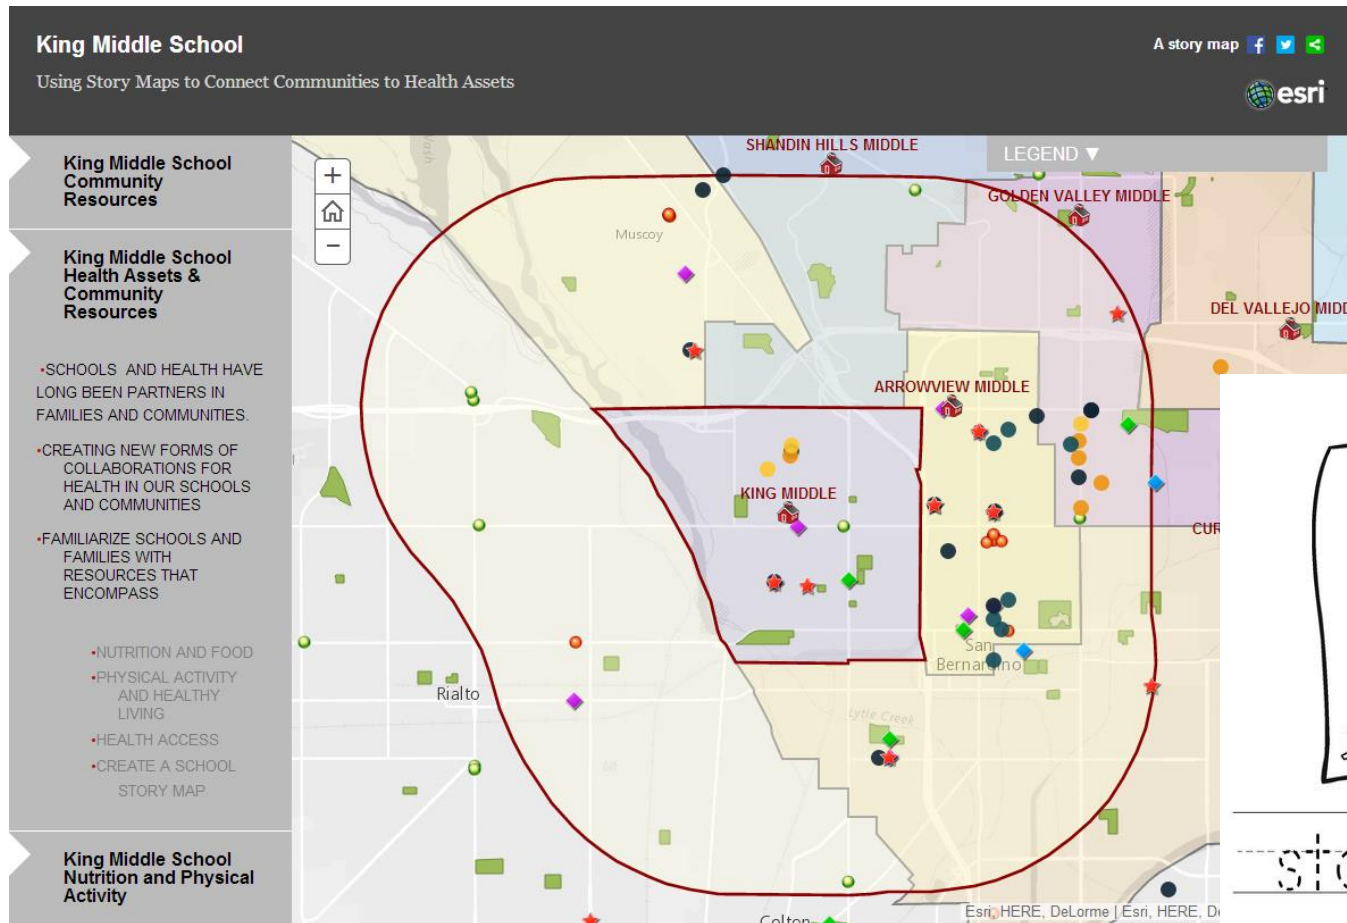 King Middle School
Using Story Maps to Connect Communities to Health Assets
A story map
esri
King Middle School
Community
Resources
King Middle School
Health Assets &
Community
Resources
•SCHOOLS AND HEALTH HAVE
LONG BEEN PARTNERS IN
FAMILIES AND COMMUNITIES.
•CREATING NEW FORMS OF
COLLABORATIONS FOR
HEALTH IN OUR SCHOOLS
AND COMMUNITIES
•FAMILIARIZE SCHOOLS AND
FAMILIES WITH
RESOURCES THAT
ENCOMPASS
•NUTRITION AND FOOD
•PHYSICAL ACTIVITY
AND HEALTHY
LIVING
•HEALTH ACCESS
•CREATE A SCHOOL
STORY MAP
King Middle School
Nutrition and Physical
Activity
+
−
LEGEND ▼
Wash
SHANDIN HILLS MIDDLE
GOLDEN VALLEY MIDDLE
Muscoy
DEL VALLEJO MIDD
ARROWVIEW MIDDLE
KING MIDDLE
CUR
San
Bernardino
Rialto
Lytle Creek
Colton
Esri, HERE, DeLorme | Esri, HERE, De
sto